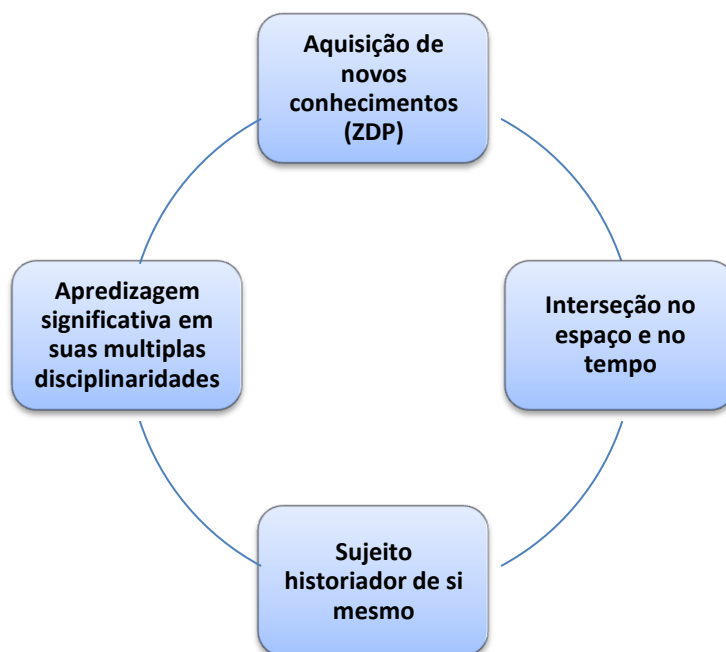 Aquisição de
novos
conhecimentos
(ZDP)
Interseção no
espaço e no
tempo
Sujeito
historiador de si
mesmo
Apredizagem
significativa em
suas multiplas
disciplinaridades